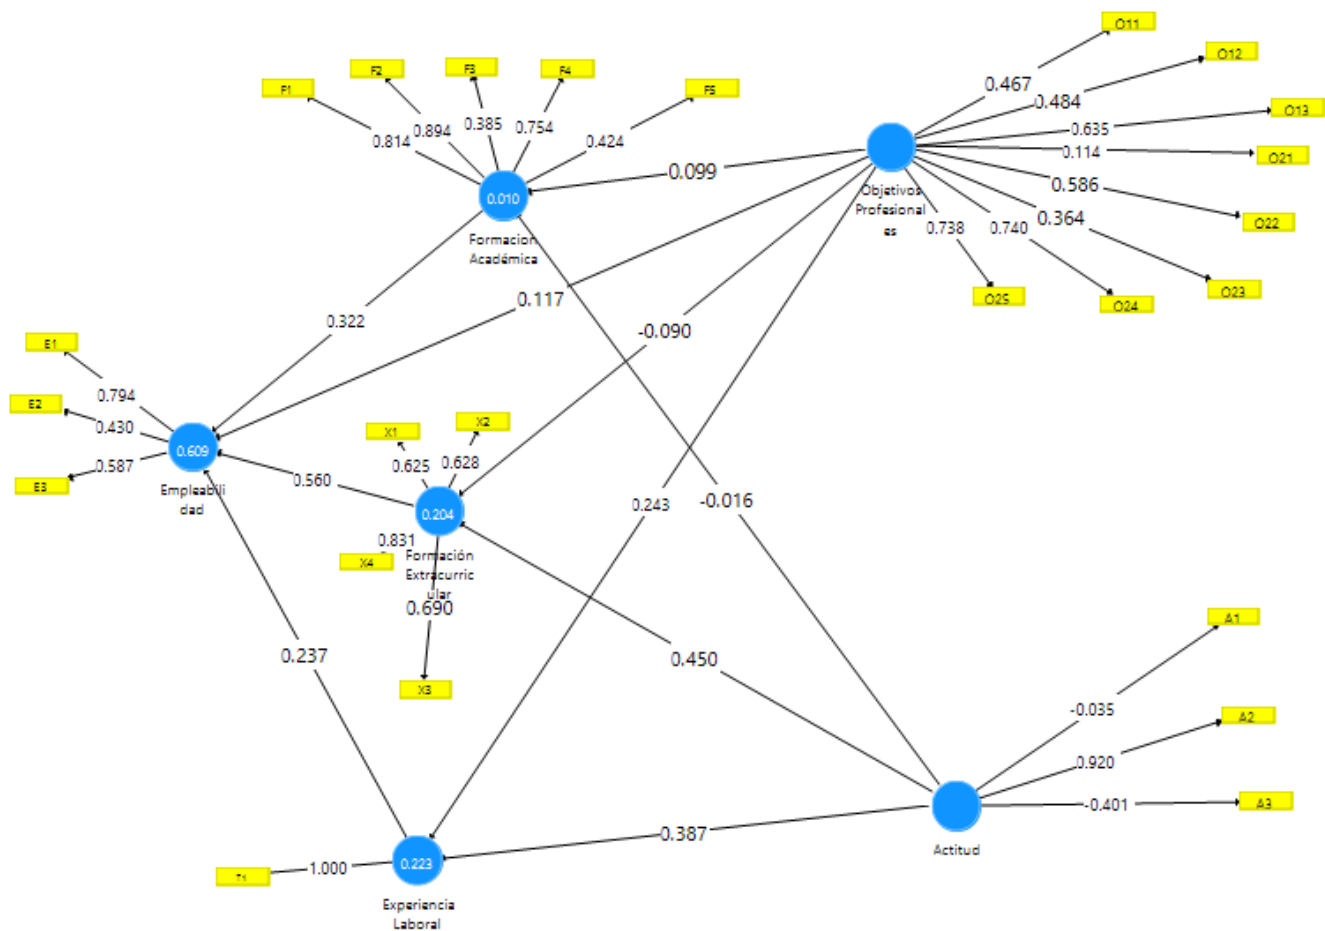 O11
O12
0.467
0.484
O13
0.635
0.114
O21
0.586
O22
0.364
O23
0.740
O24
0.738
O25
Objetivos
Profesional
es
F1
F2
F3
F4
F5
0.814
0.894
0.385
0.754
0.424
0.010
Formacion
Académica
0.099
0.117
-0.090
0.322
0.243
-0.016
E1
0.794
E2
0.430
E3
0.587
0.609
Empleabili
dad
X1
X2
0.625
0.628
0.560
0.204
0.831
X4
Formación
Extracurric
ular
0.690
X3
0.237
0.450
A1
-0.035
A2
0.920
A3
-0.401
Actitud
0.387
T1
1.000
0.223
Experiencia
Laboral